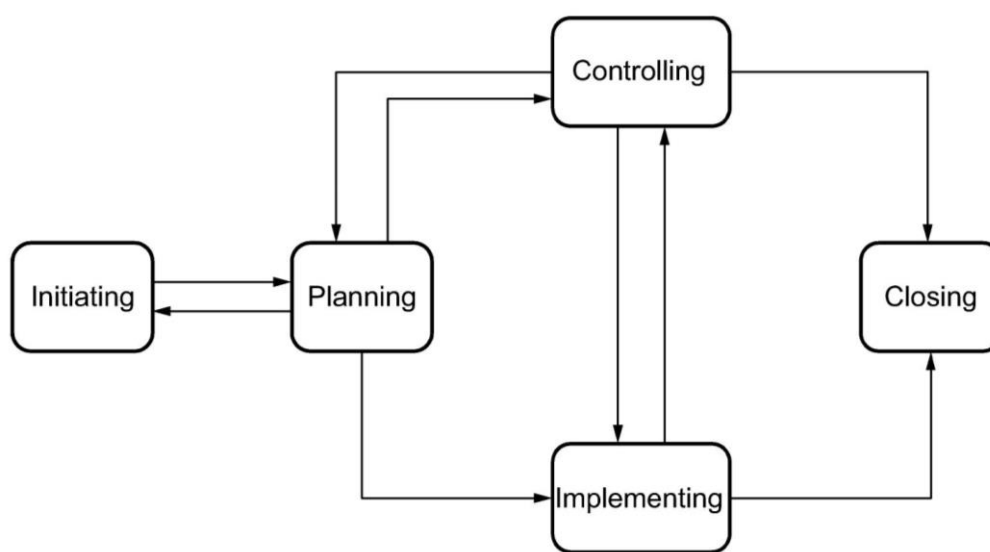 Controlling
Initiating
Planning
Closing
Implementing